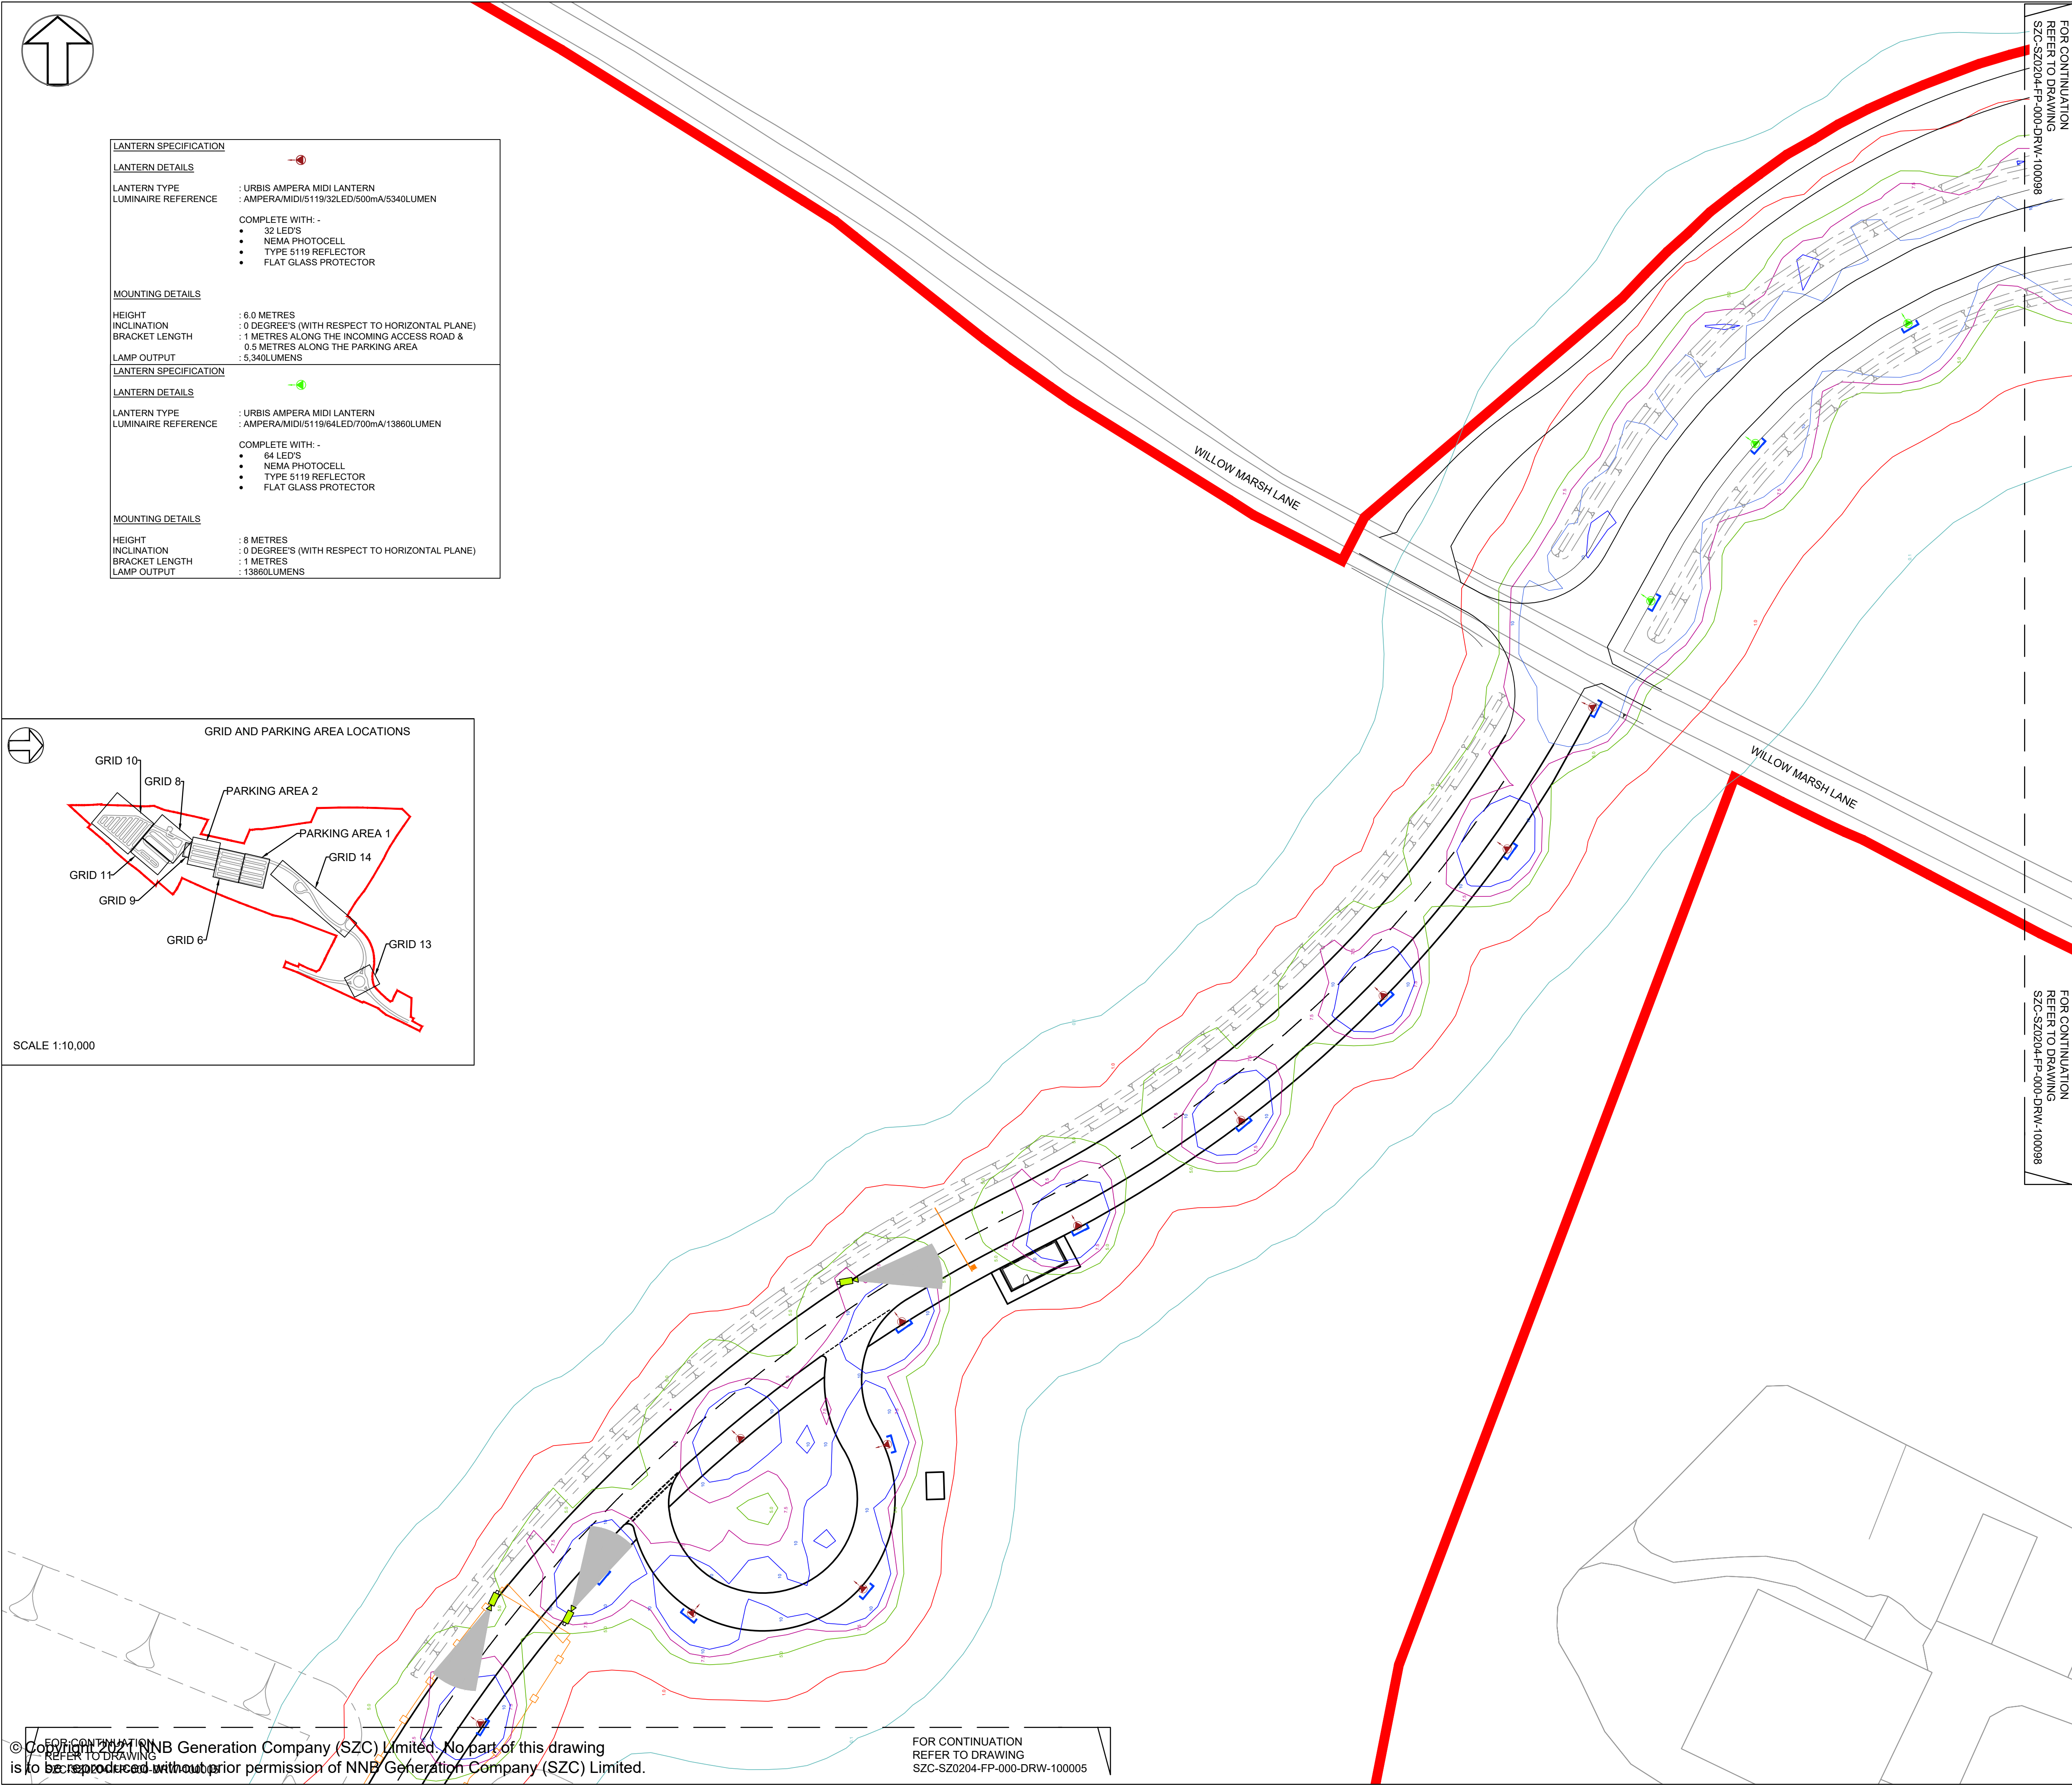 LANTERN SPECIFICATION
LANTERN DETAILS
LANTERN TYPE : URBIS AMPERA MIDI LANTERN
LUMINAIRE REFERENCE : AMPERA/MIDI/5119/32LED/500mA/5340LUMEN
COMPLETE WITH: -
• 32 LED'S
• NEMA PHOTOCELL
• TYPE 5119 REFLECTOR
• FLAT GLASS PROTECTOR
MOUNTING DETAILS
HEIGHT : 6.0 METRES
INCLINATION : 0 DEGREE'S (WITH RESPECT TO HORIZONTAL PLANE)
BRACKET LENGTH : 1 METRES ALONG THE INCOMING ACCESS ROAD &
0.5 METRES ALONG THE PARKING AREA
LAMP OUTPUT : 5,340LUMENS
LANTERN SPECIFICATION
LANTERN DETAILS
LANTERN TYPE : URBIS AMPERA MIDI LANTERN
LUMINAIRE REFERENCE : AMPERA/MIDI/5119/64LED/700mA/13860LUMEN
COMPLETE WITH: -
• 64 LED'S
• NEMA PHOTOCELL
• TYPE 5119 REFLECTOR
• FLAT GLASS PROTECTOR
MOUNTING DETAILS
HEIGHT : 8 METRES
INCLINATION : 0 DEGREE'S (WITH RESPECT TO HORIZONTAL PLANE)
BRACKET LENGTH : 1 METRES
LAMP OUTPUT : 13860LUMENS
FOR CONTINUATION
REFER TO DRAWING
SZC-SZ0204-FP-000-DRW-100098
WILLOW MARSH LANE
WILLOW MARSH LANE
GRID AND PARKING AREA LOCATIONS
GRID 10
GRID 8
PARKING AREA 2
PARKING AREA 1
GRID 14
GRID 11
GRID 9
GRID 6
GRID 13
SCALE 1:10,000
FOR CONTINUATION
REFER TO DRAWING
SZC-SZ0204-FP-000-DRW-100098
FOR CONTINUATION
REFER TO DRAWING
© Copyright 2021 NNB Generation Company (SZC) Limited. No part of this drawing
is to be reproduced without prior permission of NNB Generation Company (SZC) Limited.
FOR CONTINUATION
REFER TO DRAWING
SZC-SZ0204-FP-000-DRW-100005